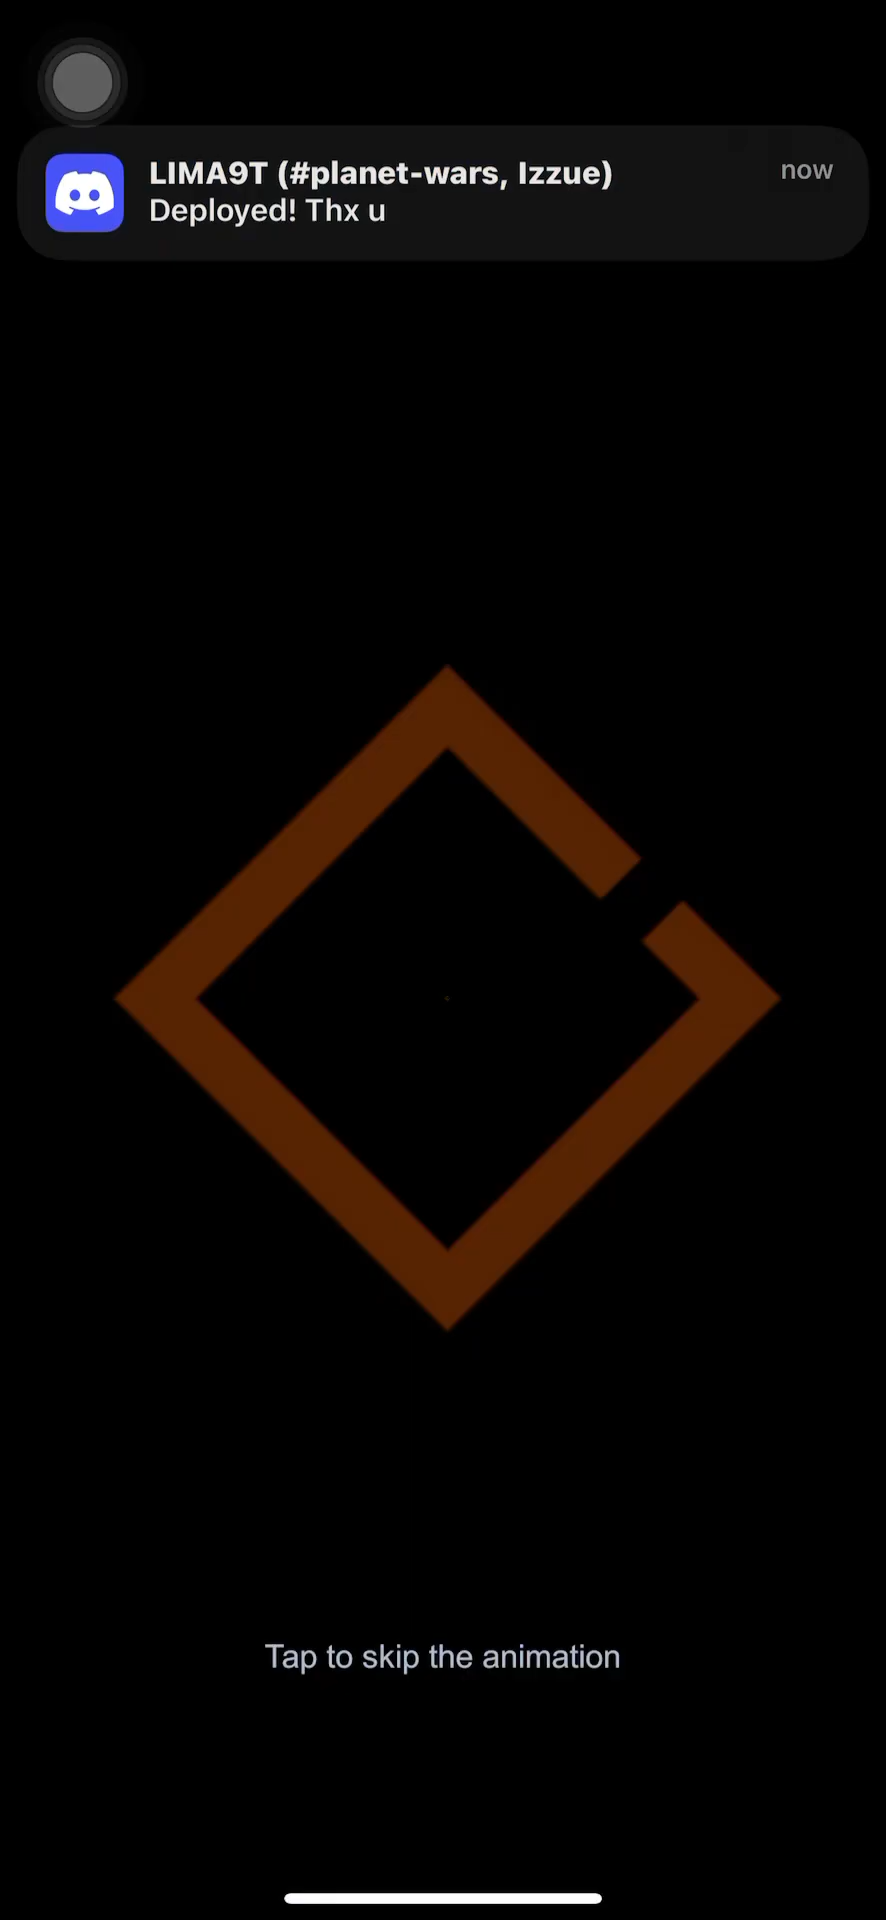 LIMA9T (#planet-wars, Izzue)
now
Deployed! Thx u
Tap to skip the animation